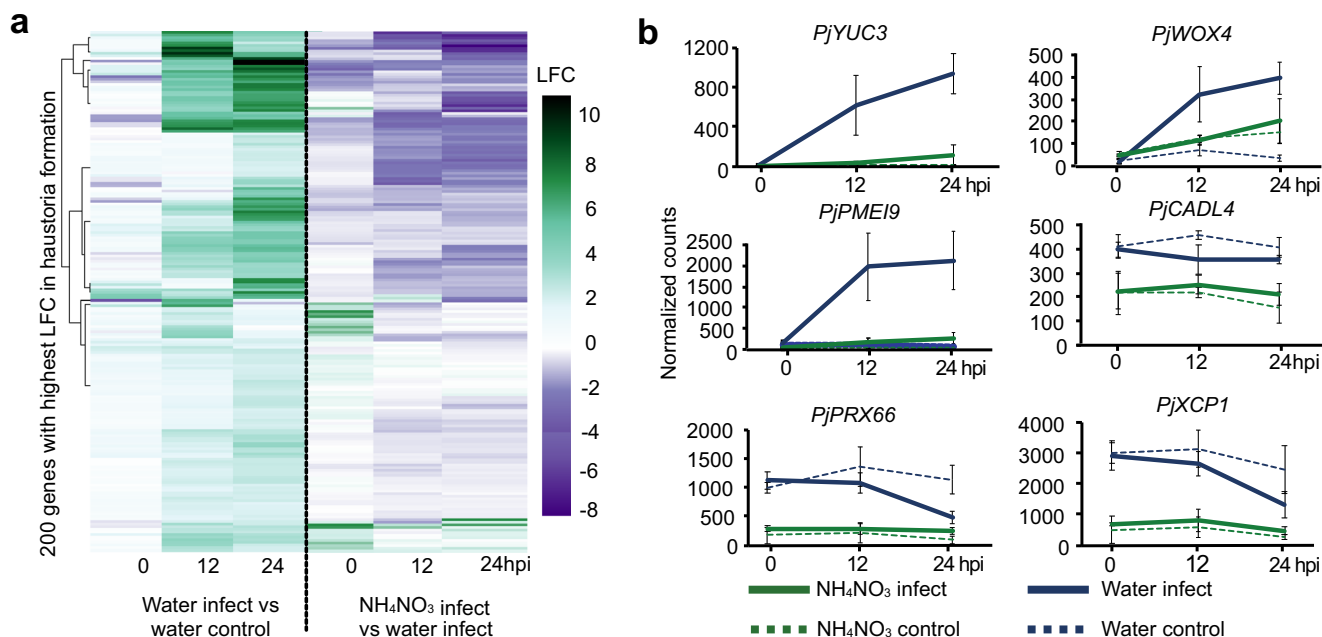 a
200 genes with highest LFC in haustoria formation
LFC
10
8
6
4
2
0
-2
-4
-6
-8
0 12 24 0 12 24hpi
Water infect vs
water control
NH₄NO₃ infect
vs water infect
b
Normalized counts
PjYUC3
1200
800
400
0
0 12 24 hpi
PjWOX4
500
400
300
200
100
0
0 12 24 hpi
PjPMEI9
2500
2000
1500
1000
500
0
0 12 24 hpi
PjCADL4
500
400
300
200
100
0
0 12 24 hpi
PjPRX66
2000
1500
1000
500
0
0 12 24 hpi
PjXCP1
4000
3000
2000
1000
0
0 12 24 hpi
NH₄NO₃ infect
Water infect
NH₄NO₃ control
Water control